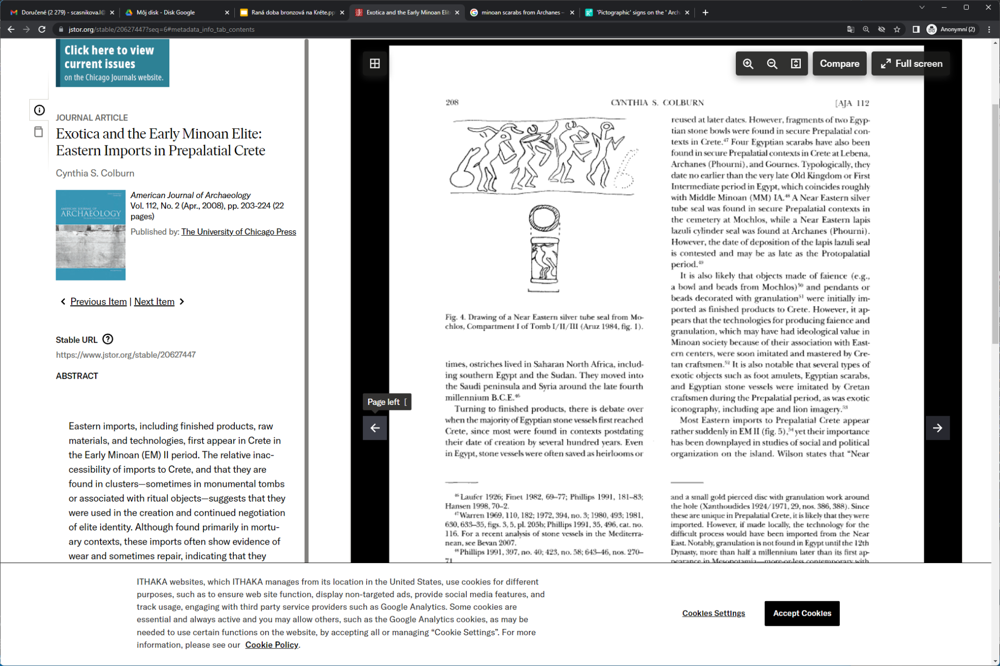 Doručené (2 279) - scasnikova.l@
Môj disk - Disk Google
Raná doba bronzová na Kréte.pp
Exotica and the Early Minoan Elit
minoan scarabs from Archanes –
'Pictographic' signs on the ' Arch
jstor.org/stable/20627447?seq=6#metadata_info_tab_contents
Anonymní (2)
Click here to view
current issues
on the Chicago Journals website.
JOURNAL ARTICLE
Exotica and the Early Minoan Elite:
Eastern Imports in Prepalatial Crete
Cynthia S. Colburn
AMERICAN JOURNAL OF
ARCHAEOLOGY
American Journal of Archaeology
Vol. 112, No. 2 (Apr., 2008), pp. 203-224 (22
pages)
Published by: The University of Chicago Press
Previous Item | Next Item
Stable URL
https://www.jstor.org/stable/20627447
ABSTRACT
Eastern imports, including finished products, raw
materials, and technologies, first appear in Crete in
the Early Minoan (EM) II period. The relative inac-
cessibility of imports to Crete, and that they are
found in clusters—sometimes in monumental tombs
or associated with ritual objects—suggests that they
were used in the creation and continued negotiation
of elite identity. Although found primarily in mortu-
ary contexts, these imports often show evidence of
wear and sometimes repair, indicating that they
Compare
Full screen
Page left [
208
CYNTHIA S. COLBURN
[AJA 112
Fig. 4. Drawing of a Near Eastern silver tube seal from Mo-
chlos, Compartment I of Tomb I/II/III (Aruz 1984, fig. 1).
times, ostriches lived in Saharan North Africa, includ-
ing southern Egypt and the Sudan. They moved into
the Saudi peninsula and Syria around the late fourth
millennium B.C.E.⁴⁶
Turning to finished products, there is debate over
when the majority of Egyptian stone vessels first reached
Crete, since most were found in contexts postdating
their date of creation by several hundred years. Even
in Egypt, stone vessels were often saved as heirlooms or
reused at later dates. However, fragments of two Egyp-
tian stone bowls were found in secure Prepalatial con-
texts in Crete.⁴⁷ Four Egyptian scarabs have also been
found in secure Prepalatial contexts in Crete at Lebena,
Archanes (Phourni), and Gournes. Typologically, they
date no earlier than the very late Old Kingdom or First
Intermediate period in Egypt, which coincides roughly
with Middle Minoan (MM) IA.⁴⁸ A Near Eastern silver
tube seal was found in secure Prepalatial contexts in
the cemetery at Mochlos, while a Near Eastern lapis
lazuli cylinder seal was found at Archanes (Phourni).
However, the date of deposition of the lapis lazuli seal
is contested and may be as late as the Protopalatial
period.⁴⁹
It is also likely that objects made of faience (e.g.,
a bowl and beads from Mochlos)⁵⁰ and pendants or
beads decorated with granulation⁵¹ were initially im-
ported as finished products to Crete. However, it ap-
pears that the technologies for producing faience and
granulation, which may have had ideological value in
Minoan society because of their association with East-
ern centers, were soon imitated and mastered by Cre-
tan craftsmen.⁵² It is also notable that several types of
exotic objects such as foot amulets, Egyptian scarabs,
and Egyptian stone vessels were imitated by Cretan
craftsmen during the Prepalatial period, as was exotic
iconography, including ape and lion imagery.⁵³
Most Eastern imports to Prepalatial Crete appear
rather suddenly in EM II (fig. 5),⁵⁴ yet their importance
has been downplayed in studies of social and political
organization on the island. Wilson states that “Near
⁴⁶ Laufer 1926; Finet 1982, 69–77; Phillips 1991, 181–83;
Hansen 1998, 70–2.
⁴⁷ Warren 1969, 110, 182; 1972, 394, no. 3; 1980, 493; 1981,
630, 633–35, figs. 3, 5, pl. 205b; Phillips 1991, 35, 496, cat. no.
116. For a recent analysis of stone vessels in the Mediterra-
nean, see Bevan 2007.
⁴⁸ Phillips 1991, 397, no. 40; 423, no. 58; 643–46, nos. 270–
71
and a small gold pierced disc with granulation work around
the hole (Xanthoudides 1924/1971, 29, nos. 386, 388). Since
these are unique in Prepalatial Crete, it is likely that they were
imported. However, if made locally, the technology for the
difficult process would have been imported from the Near
East. Notably, granulation is not found in Egypt until the 12th
Dynasty, more than half a millennium later than its first ap-
pearance in Mesopotamia—more-or-less contemporary with
ITHAKA websites, which ITHAKA manages from its location in the United States, use cookies for different
purposes, such as to ensure web site function, display non-targeted ads, provide social media features, and
track usage, engaging with third party service providers such as Google Analytics. Some cookies are
essential and always active and you may allow others, such as the Google Analytics cookies, as may be
needed to use certain functions on the website, by accepting all or managing “Cookie Settings”. For more
information, please see our Cookie Policy.
Cookies Settings
Accept Cookies